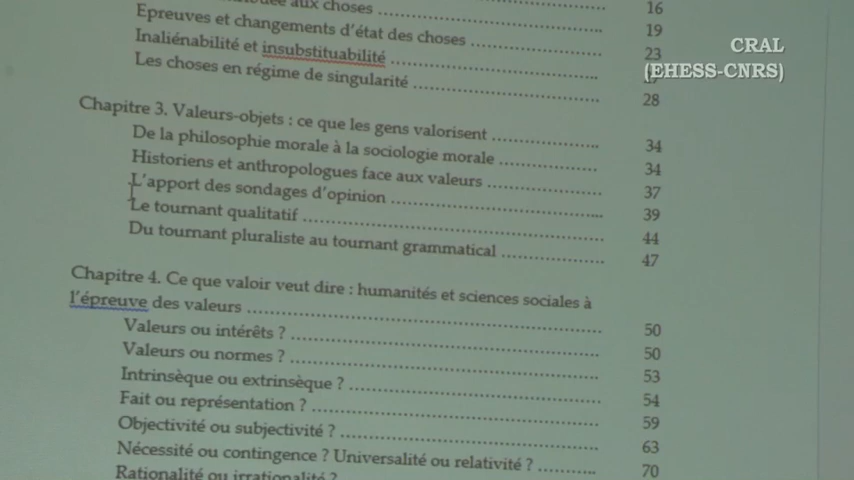 16
aux choses ........ 19
Epreuves et changements d'état des choses ........ 23
Inaliénabilité et insubstituabilité ........
Les choses en régime de singularité ........ 28
Chapitre 3. Valeurs-objets : ce que les gens valorisent ........ 34
De la philosophie morale à la sociologie morale ........ 34
Historiens et anthropologues face aux valeurs ........ 37
L'apport des sondages d'opinion ........ 39
Le tournant qualitatif ........ 44
Du tournant pluraliste au tournant grammatical ........ 47
Chapitre 4. Ce que valoir veut dire : humanités et sciences sociales à
l'épreuve des valeurs ........ 50
Valeurs ou intérêts ? ........ 50
Valeurs ou normes ? ........ 53
Intrinsèque ou extrinsèque ? ........ 54
Fait ou représentation ? ........ 59
Objectivité ou subjectivité ? ........ 63
Nécessité ou contingence ? Universalité ou relativité ? ........ 70
Rationalité ou irrationalité ?
CRAL
(EHESS-CNRS)